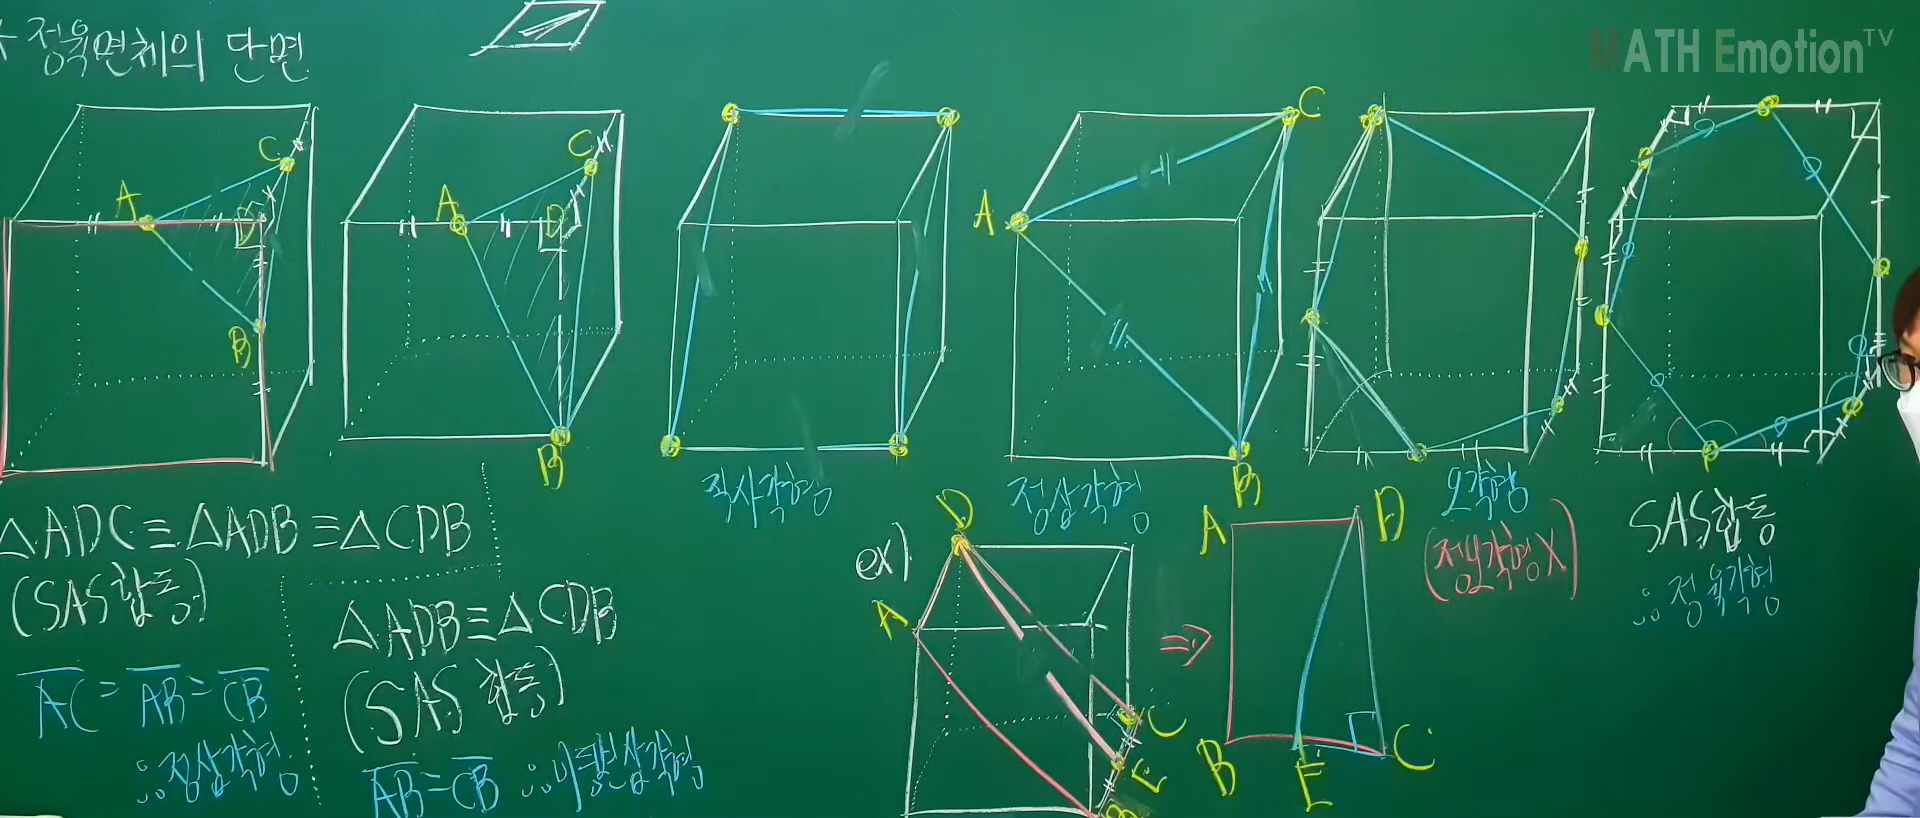 * 정육면체의 단면
MATH Emotion TV
A
B
C
D
A
B
C
D
직사각형
A
B
C
정삼각형
오각형
(정오각형X)
SAS합동
∴ 정육각형
△ADC≡△ADB≡△CDB
(SAS합동)
AC=AB=CB
∴정삼각형
△ADB≡△CDB
(SAS 합동)
AB=CB ∴이등변삼각형
ex)
D
A
C
E
B
⇒
A
D
B
E
C